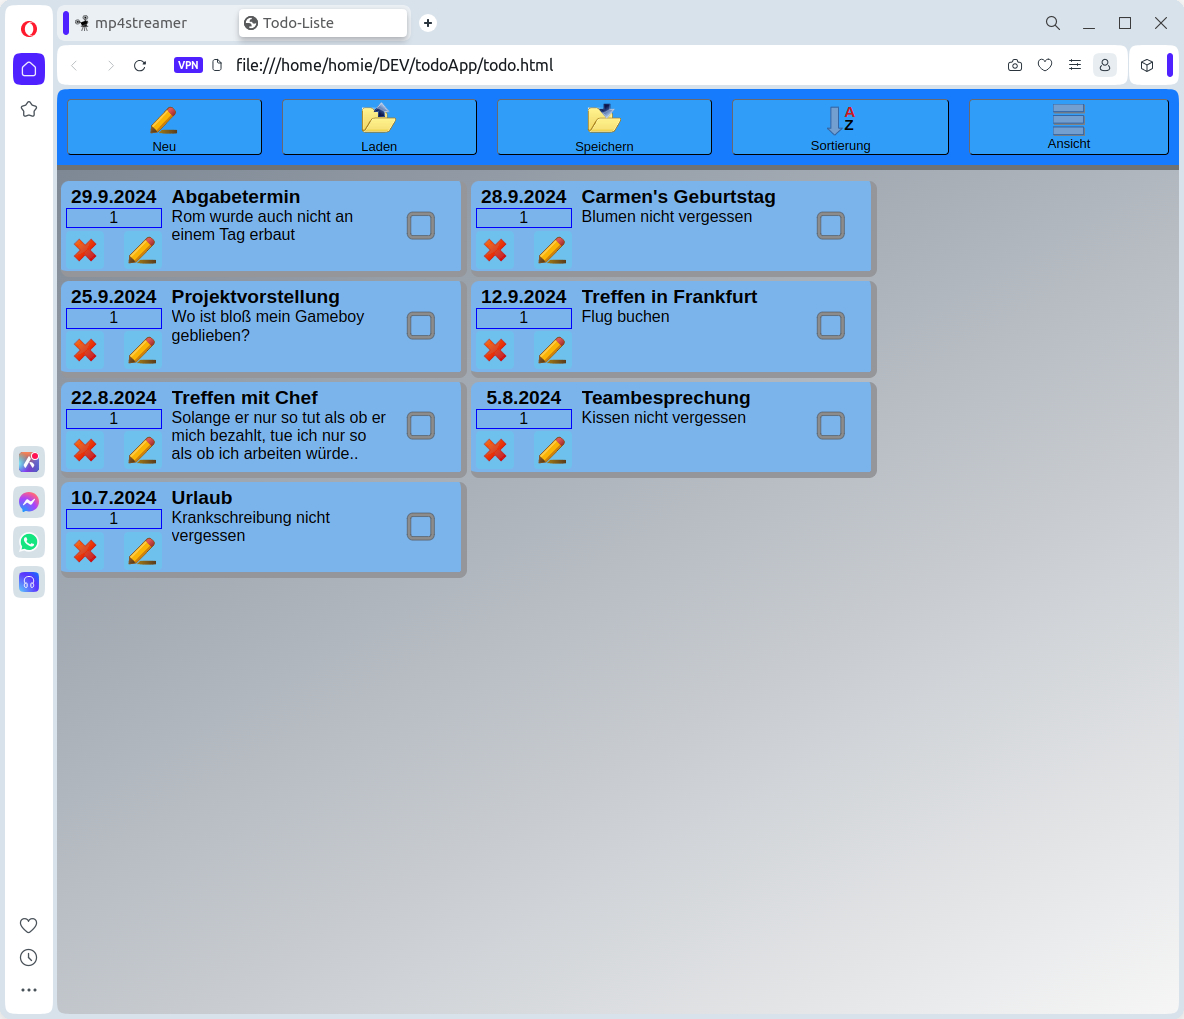 mp4streamer
Todo-Liste
VPN
file:///home/homie/DEV/todoApp/todo.html
Neu
Laden
Speichern
A
Z
Sortierung
Ansicht
29.9.2024
Abgabetermin
1
Rom wurde auch nicht an
einem Tag erbaut
28.9.2024
Carmen's Geburtstag
1
Blumen nicht vergessen
25.9.2024
Projektvorstellung
1
Wo ist bloß mein Gameboy
geblieben?
12.9.2024
Treffen in Frankfurt
1
Flug buchen
22.8.2024
Treffen mit Chef
1
Solange er nur so tut als ob er
mich bezahlt, tue ich nur so
als ob ich arbeiten würde..
5.8.2024
Teambesprechung
1
Kissen nicht vergessen
10.7.2024
Urlaub
1
Krankschreibung nicht
vergessen